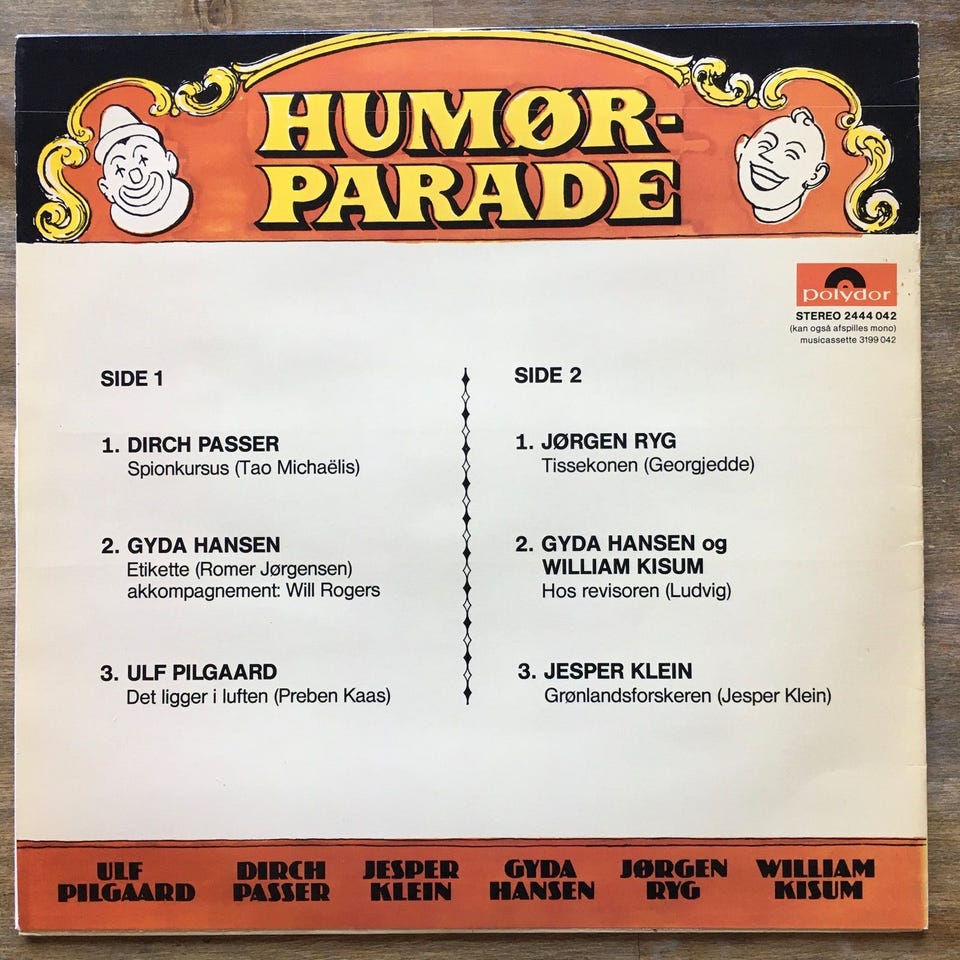 HUMØR-
PARADE
polydor
STEREO 2444 042
(kan også afspilles mono)
musicassette 3199 042
SIDE 1
1. DIRCH PASSER
Spionkursus (Tao Michaëlis)
2. GYDA HANSEN
Etikette (Romer Jørgensen)
akkompagnement: Will Rogers
3. ULF PILGAARD
Det ligger i luften (Preben Kaas)
SIDE 2
1. JØRGEN RYG
Tissekonen (Georgjedde)
2. GYDA HANSEN og
WILLIAM KISUM
Hos revisoren (Ludvig)
3. JESPER KLEIN
Grønlandsforskeren (Jesper Klein)
ULF
PILGAARD
DIRCH
PASSER
JESPER
KLEIN
GYDA
HANSEN
JØRGEN
RYG
WILLIAM
KISUM